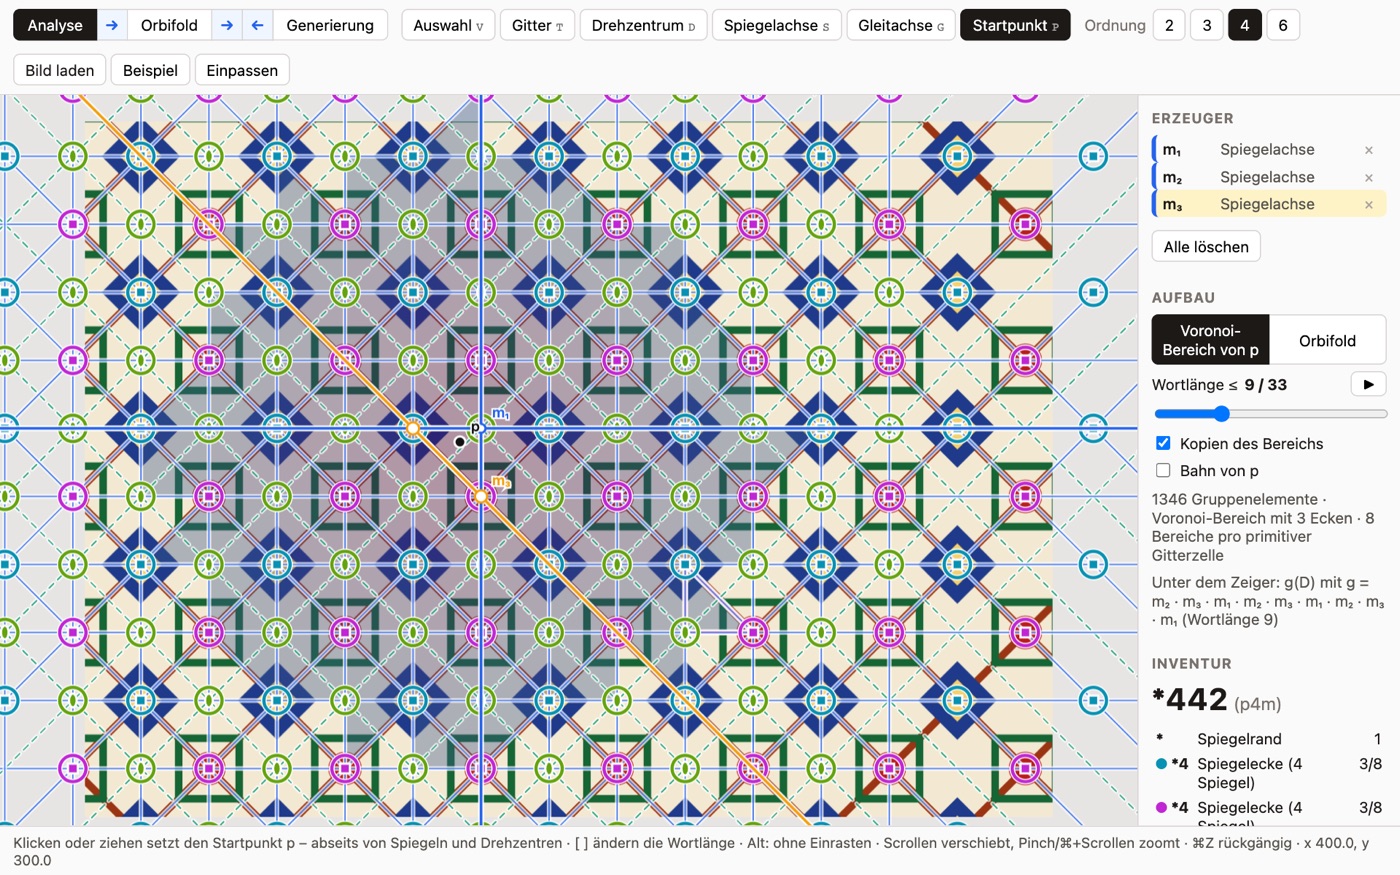 Analyse → Orbifold → ← Generierung Auswahl V Gitter T Drehzentrum D Spiegelachse S Gleitachse G Startpunkt P Ordnung 2 3 4 6
Bild laden Beispiel Einpassen
ERZEUGER
m₁ Spiegelachse ×
m₂ Spiegelachse ×
m₃ Spiegelachse ×
Alle löschen
AUFBAU
Voronoi-
Bereich von p
Orbifold
Wortlänge ≤ 9 / 33
Kopien des Bereichs
Bahn von p
1346 Gruppenelemente ·
Voronoi-Bereich mit 3 Ecken · 8
Bereiche pro primitiver
Gitterzelle
Unter dem Zeiger: g(D) mit g =
m₂ · m₃ · m₁ · m₂ · m₃ · m₁ · m₂ · m₃
· m₁ (Wortlänge 9)
INVENTUR
*442 (p4m)
* Spiegelrand 1
*4 Spiegelecke (4 3/8
Spiegel)
*4 Spiegelecke (4 3/8
Spiegel)
m₁
p
m₃
Klicken oder ziehen setzt den Startpunkt p – abseits von Spiegeln und Drehzentren · [ ] ändern die Wortlänge · Alt: ohne Einrasten · Scrollen verschiebt, Pinch/⌘+Scrollen zoomt · ⌘Z rückgängig · x 400.0, y
300.0